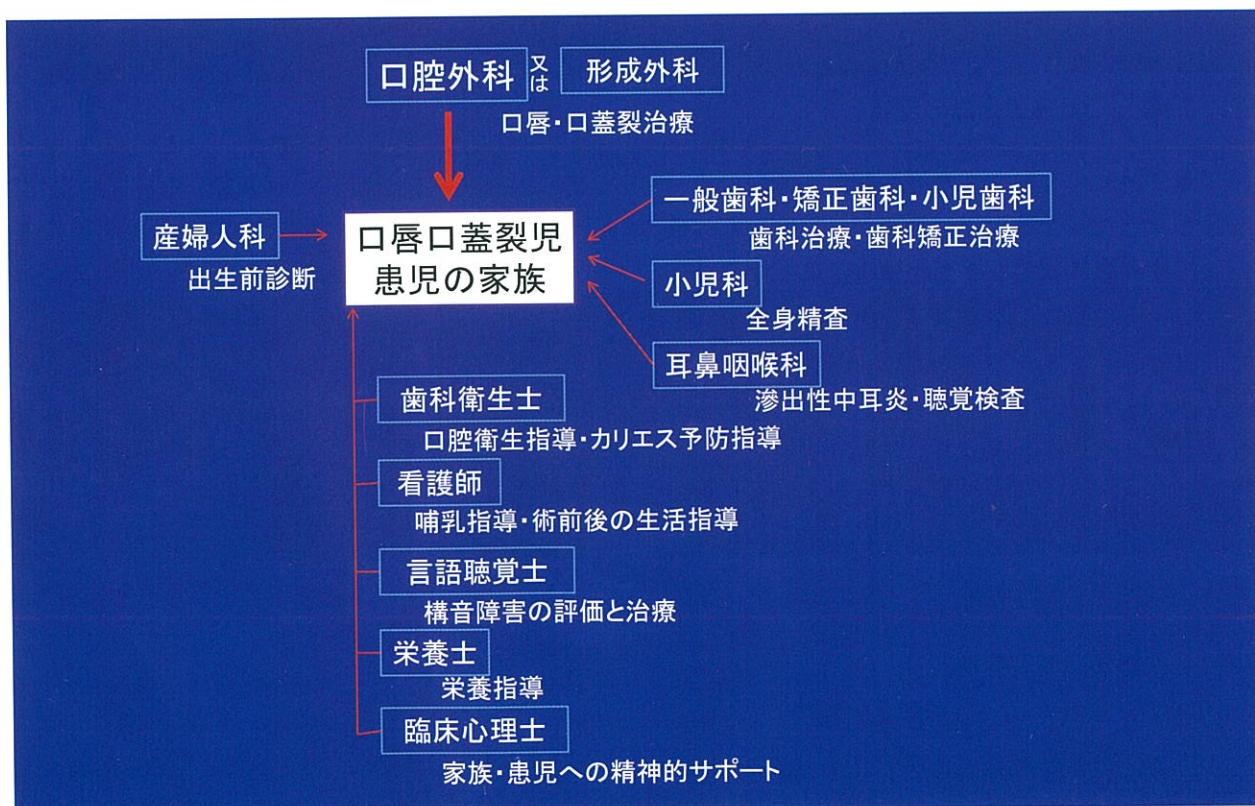 口腔外科 又は 形成外科
口唇・口蓋裂治療
産婦人科
出生前診断
口唇口蓋裂児
患児の家族
一般歯科・矯正歯科・小児歯科
歯科治療・歯科矯正治療
小児科
全身精査
耳鼻咽喉科
滲出性中耳炎・聴覚検査
歯科衛生士
口腔衛生指導・カリエス予防指導
看護師
哺乳指導・術前後の生活指導
言語聴覚士
構音障害の評価と治療
栄養士
栄養指導
臨床心理士
家族・患児への精神的サポート